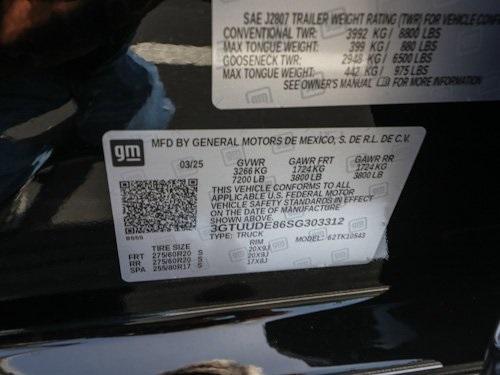 SAE J2807 TRAILER WEIGHT RATING (TWR) FOR VEHICLE
CONVENTIONAL TWR: 3992 KG / 8800 LBS
MAX TONGUE WEIGHT: 399 KG / 880 LBS
GOOSENECK TWR: 2948 KG / 6500 LBS
MAX TONGUE WEIGHT: 442 KG / 975 LBS
SEE OWNER'S MANUAL FOR MORE INFORMATION
gm
MFD BY GENERAL MOTORS DE MEXICO, S. DE R.L. DE C.V.
03/25 GVWR GAWR FRT GAWR RR
3266 KG 1724 KG 1724 KG
7200 LB 3800 LB 3800 LB
THIS VEHICLE CONFORMS TO ALL
APPLICABLE U.S. FEDERAL MOTOR
VEHICLE SAFETY STANDARDS IN EFFECT
ON THE DATE OF MANUFACTURE
SHOWN ABOVE
3GTUUDE86SG303312
TYPE: TRUCK MODEL: 62TK10543
TIRE SIZE RIM
FRT 275/60R20 S 20X9J
RR 275/60R20 S 20X9J
SPA 255/80R17 S 17X8J